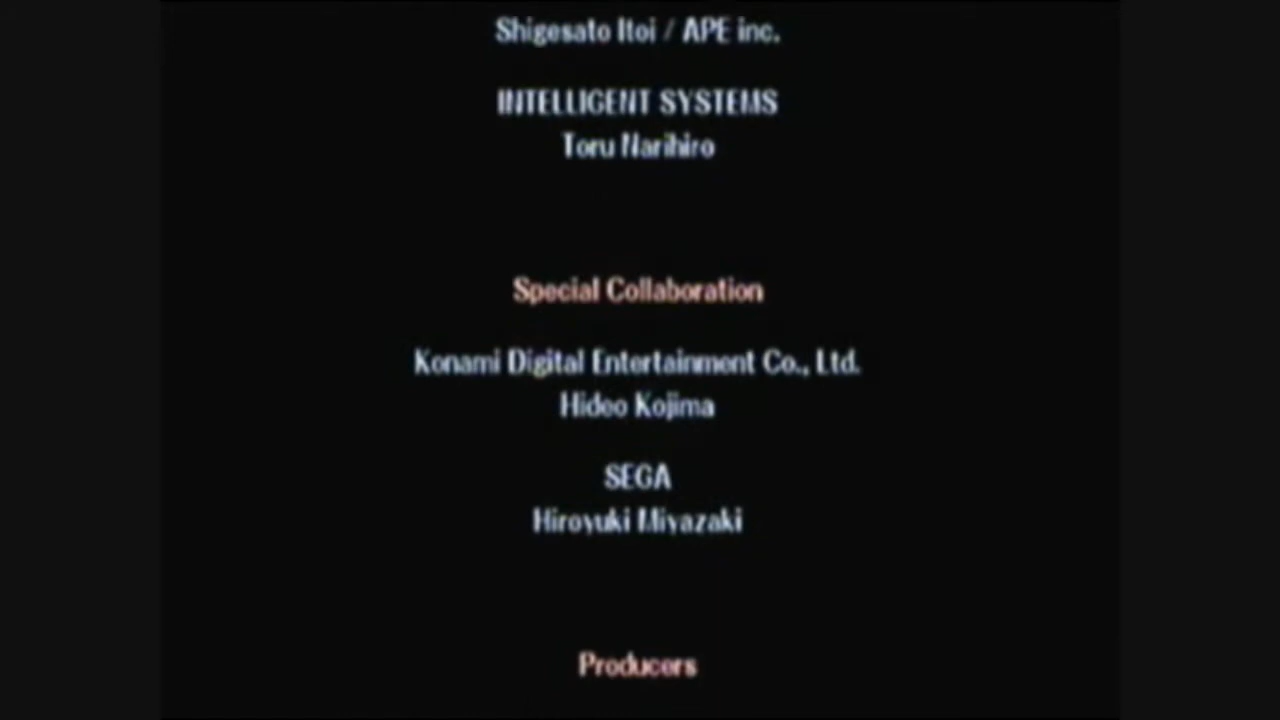 Shigesato Itoi / APE inc.
INTELLIGENT SYSTEMS
Toru Narihiro
Special Collaboration
Konami Digital Entertainment Co., Ltd.
Hideo Kojima
SEGA
Hiroyuki Miyazaki
Producers